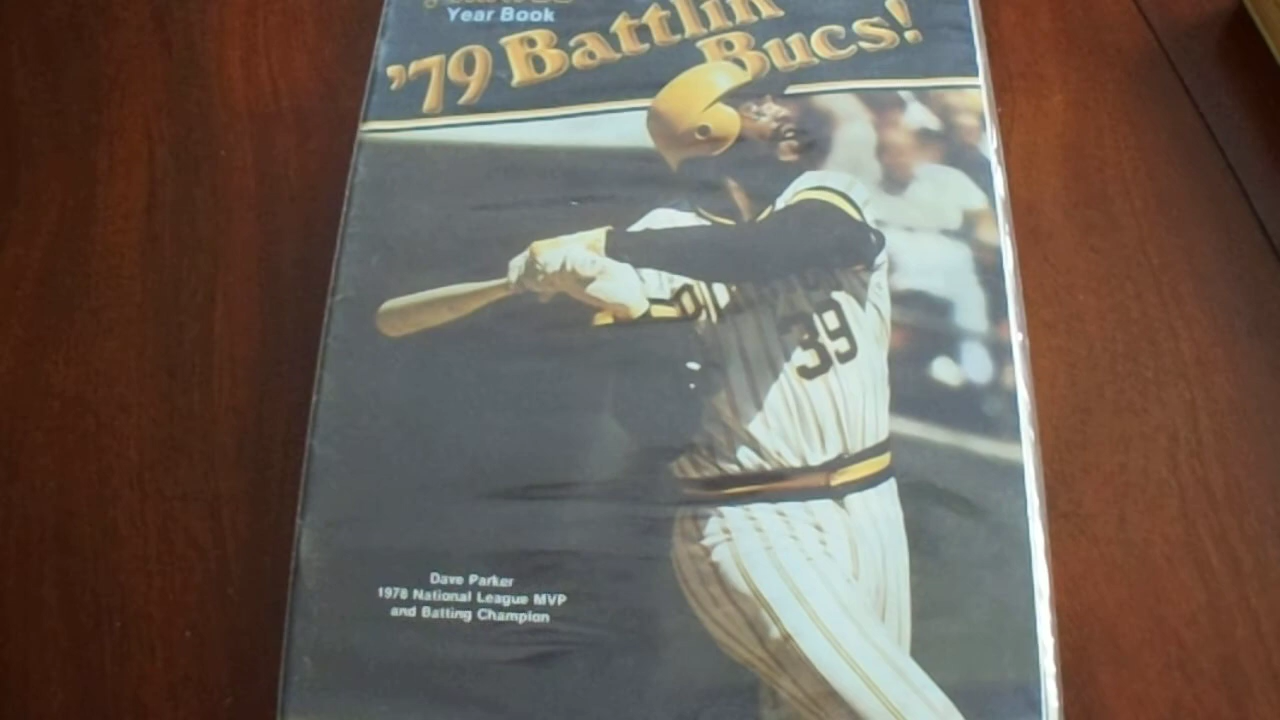 Year Book
'79 Battlin'
Bucs!
39
Dave Parker
1978 National League MVP
and Batting Champion